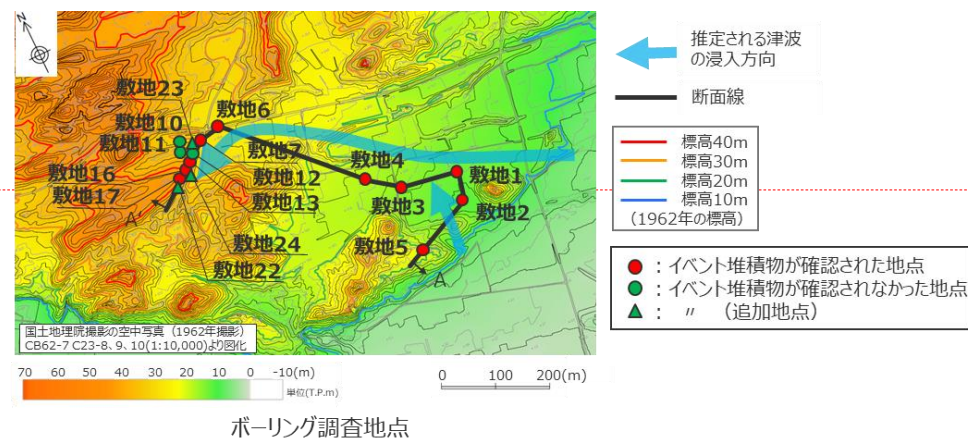 N
敷地23
敷地6
敷地10
敷地11
敷地7
敷地4
敷地16
敷地12
敷地1
敷地17
敷地13
敷地3
敷地2
敷地24
敷地5
敷地22
A'
A
国土地理院撮影の空中写真（1962年撮影）
CB62-7 C23-8、9、10(1:10,000)より図化
70 60 50 40 30 20 10 0 -10(m)
単位(T.P.m)
0 100 200(m)
ボーリング調査地点
推定される津波
の浸入方向
断面線
標高40m
標高30m
標高20m
標高10m
（1962年の標高）
：イベント堆積物が確認された地点
：イベント堆積物が確認されなかった地点
： 〃 （追加地点）